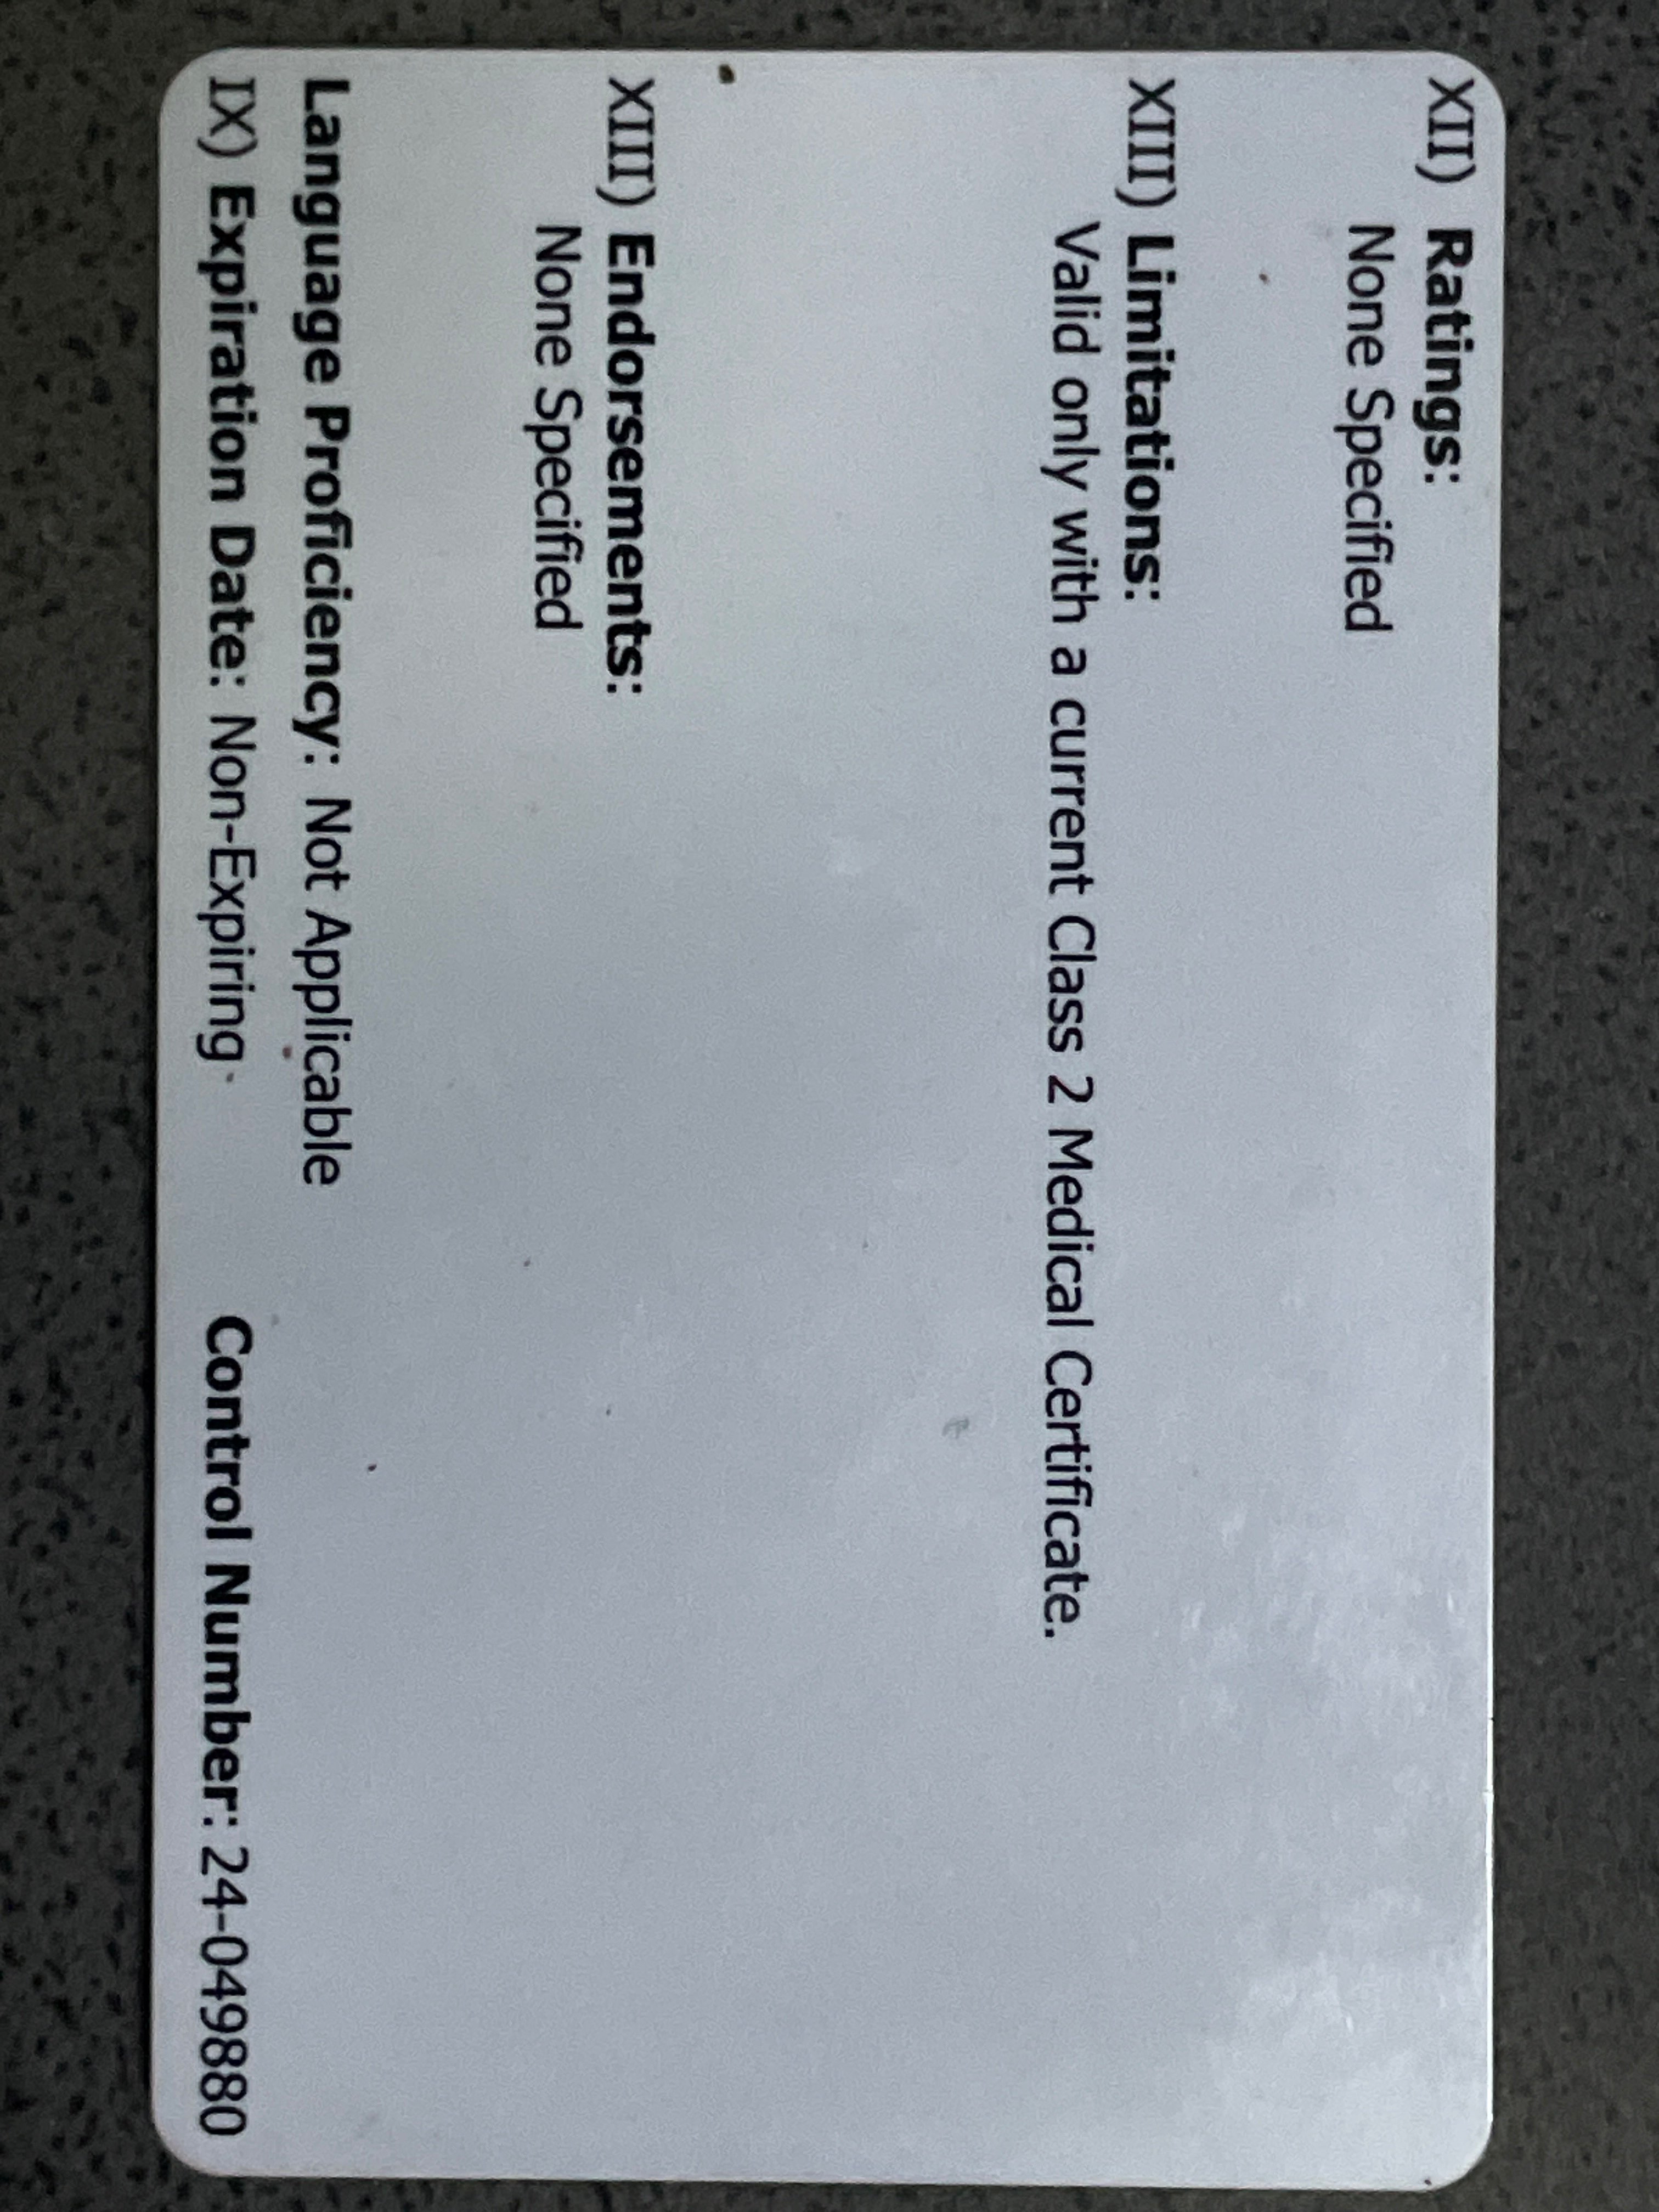 XII) Ratings:
None Specified
XIII) Limitations:
Valid only with a current Class 2 Medical Certificate.
XIII) Endorsements:
None Specified
Language Proficiency: Not Applicable
IX) Expiration Date: Non-Expiring Control Number: 24-049880